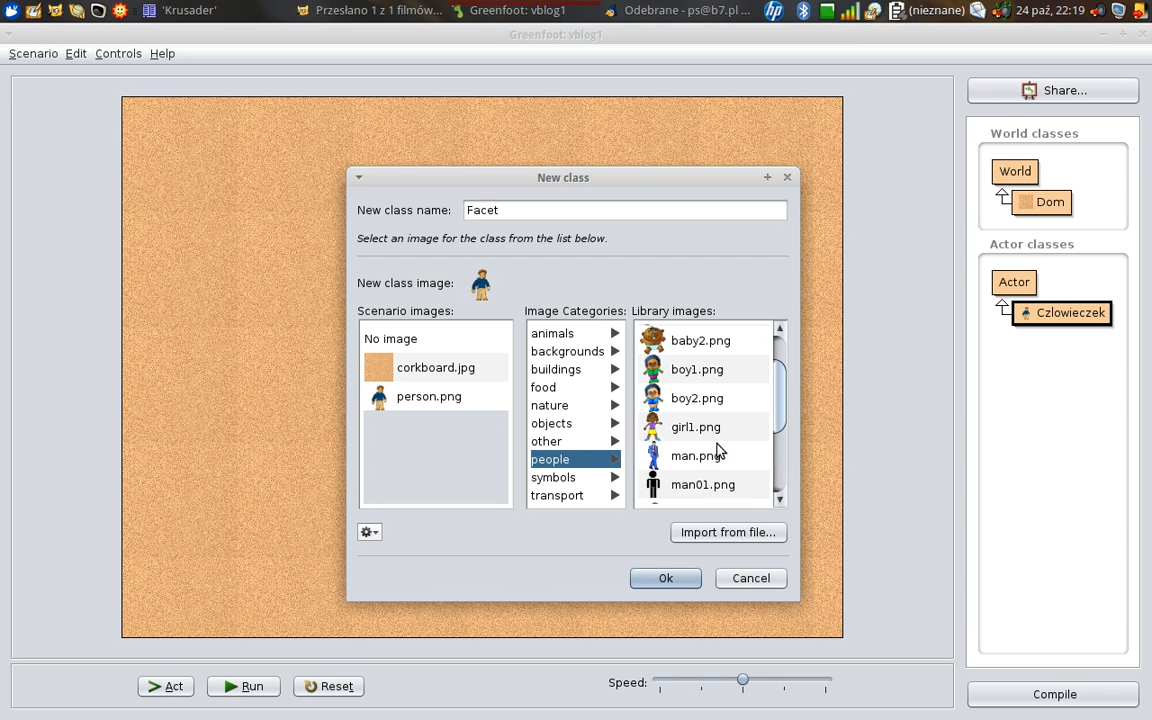 'Krusader' Przesłano 1 z 1 filmów... Greenfoot: vblog1 Odebrane - ps@b7.pl ... (nieznane) 24 paź, 22:19
Greenfoot: vblog1
Scenario Edit Controls Help
Share...
World classes
World
Dom
Actor classes
Actor
Czlowieczek
New class
New class name: Facet
Select an image for the class from the list below.
New class image:
Scenario images: Image Categories: Library images:
No image
corkboard.jpg
person.png
animals
backgrounds
buildings
food
nature
objects
other
people
symbols
transport
baby2.png
boy1.png
boy2.png
girl1.png
man.png
man01.png
Import from file...
Ok Cancel
Act Run Reset Speed:
Compile